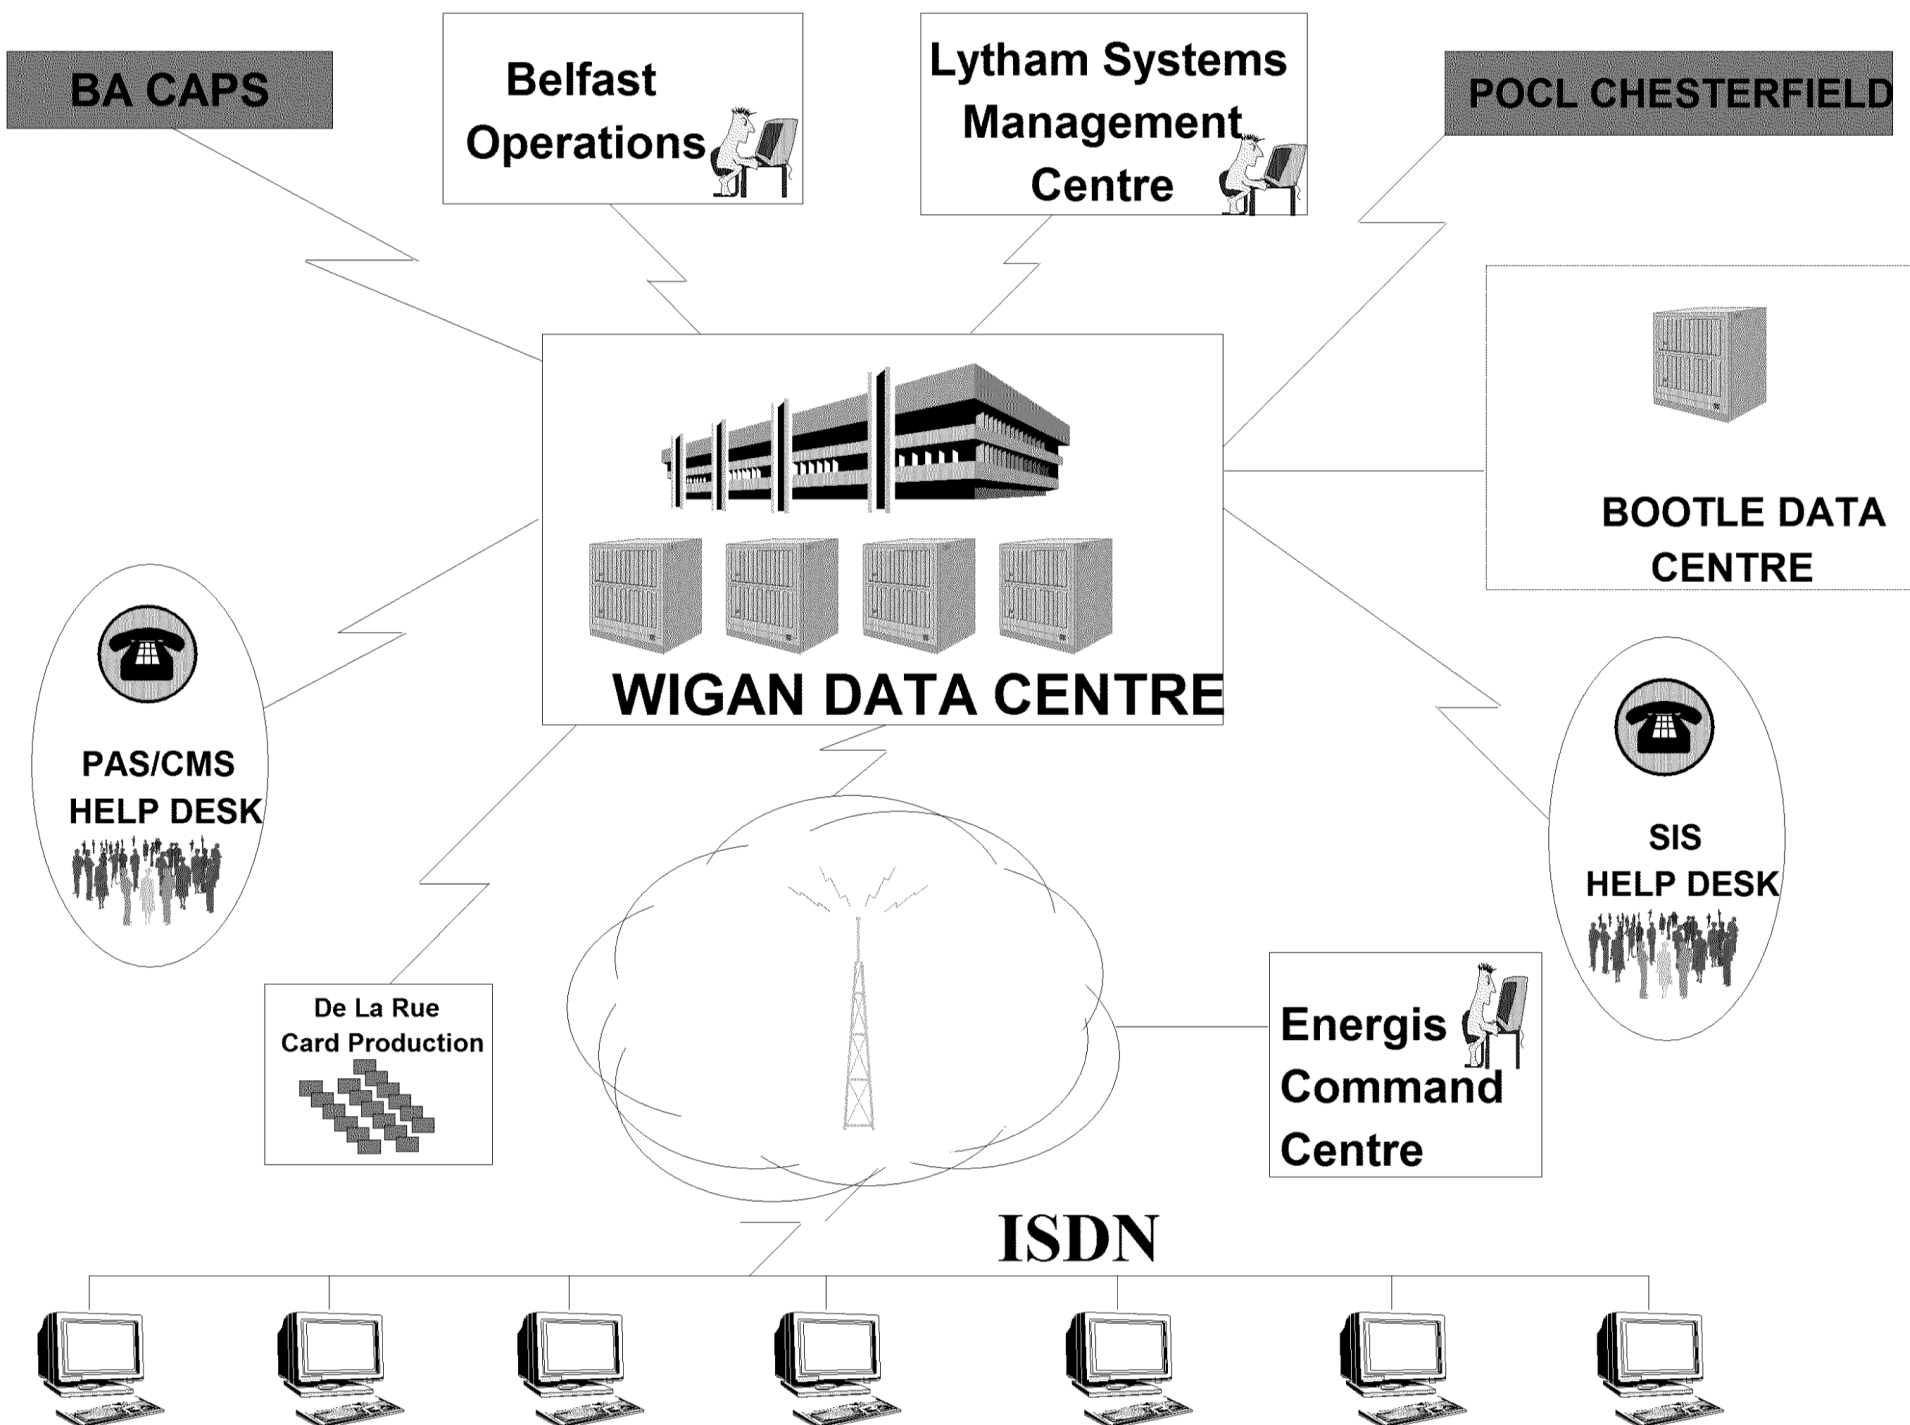 BA CAPS
Belfast
Operations
Lytham Systems
Management
Centre
POCL CHESTERFIELD
BOOTLE DATA
CENTRE
WIGAN DATA CENTRE
PAS/CMS
HELP DESK
SIS
HELP DESK
De La Rue
Card Production
Energis
Command
Centre
ISDN